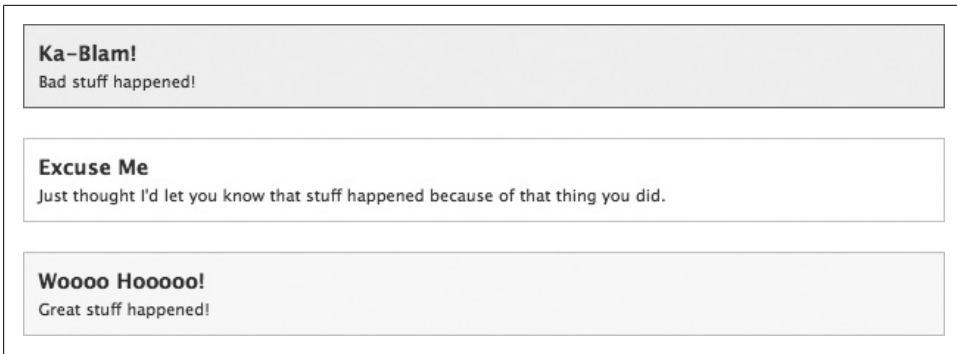 Ka-Blam!
Bad stuff happened!
Excuse Me
Just thought I'd let you know that stuff happened because of that thing you did.
Woooo Hooooo!
Great stuff happened!